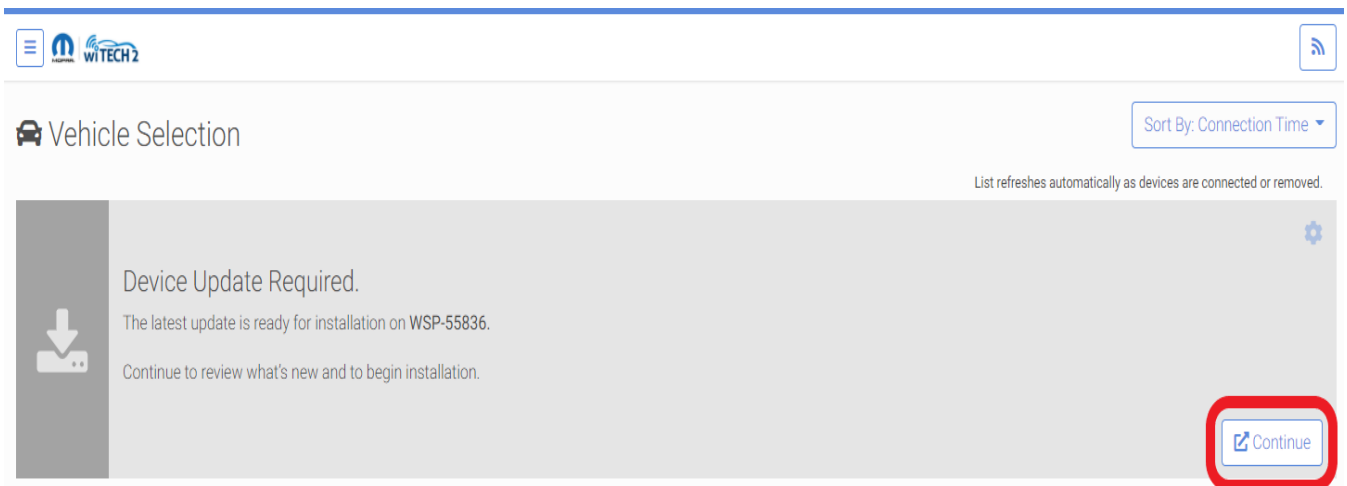 MOPAR wiTECH 2
Vehicle Selection
Sort By: Connection Time
List refreshes automatically as devices are connected or removed.
Device Update Required.
The latest update is ready for installation on WSP-55836.
Continue to review what's new and to begin installation.
Continue